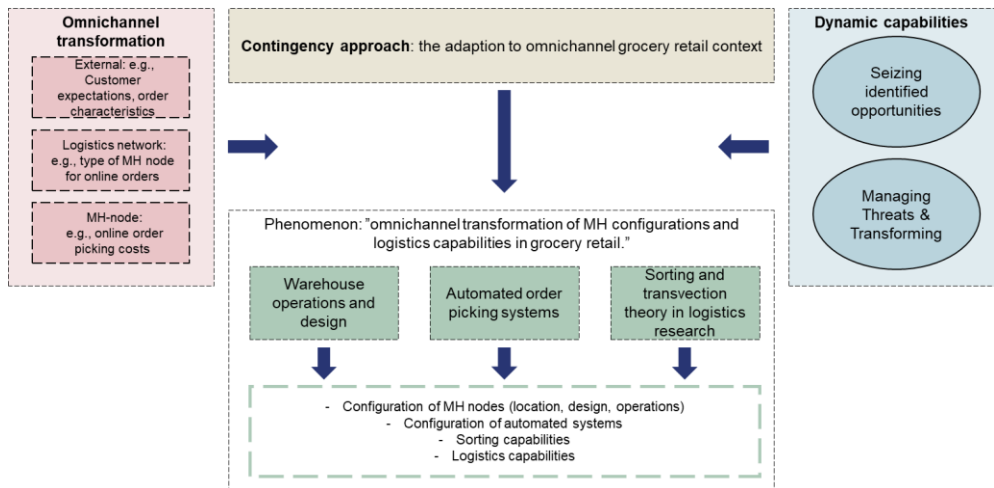 Omnichannel
transformation
External: e.g.,
Customer
expectations, order
characteristics
Logistics network:
e.g., type of MH node
for online orders
MH-node:
e.g., online order
picking costs
Contingency approach: the adaption to omnichannel grocery retail context
Dynamic capabilities
Seizing
identified
opportunities
Managing
Threats &
Transforming
Phenomenon: ”omnichannel transformation of MH configurations and
logistics capabilities in grocery retail.”
Warehouse
operations and
design
Automated order
picking systems
Sorting and
transvection
theory in logistics
research
- Configuration of MH nodes (location, design, operations)
- Configuration of automated systems
- Sorting capabilities
- Logistics capabilities